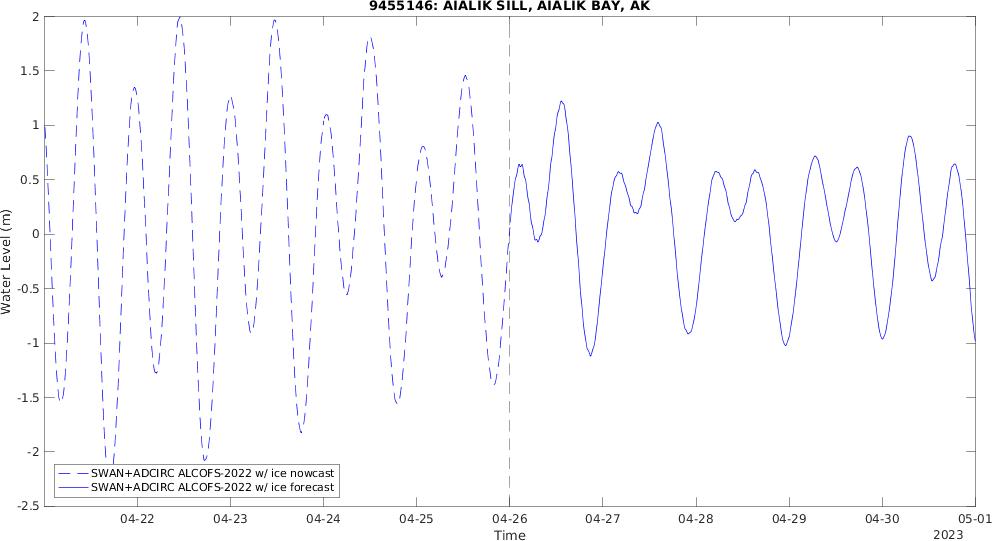 9455146: AIALIK SILL, AIALIK BAY, AK
2
1.5
1
0.5
0
-0.5
-1
-1.5
-2
-2.5
Water Level (m)
SWAN+ADCIRC ALCOFS-2022 w/ ice nowcast
SWAN+ADCIRC ALCOFS-2022 w/ ice forecast
04-22 04-23 04-24 04-25 04-26 04-27 04-28 04-29 04-30 05-01
Time
2023